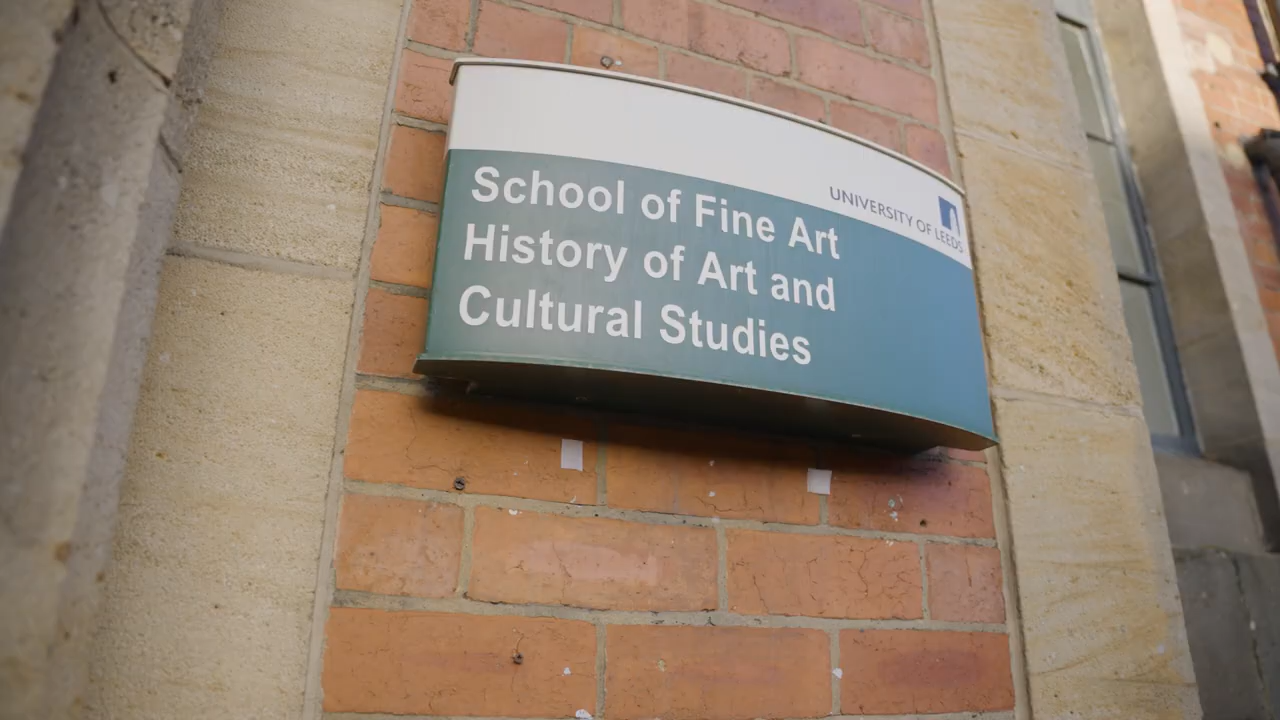 UNIVERSITY OF LEEDS
School of Fine Art
History of Art and
Cultural Studies